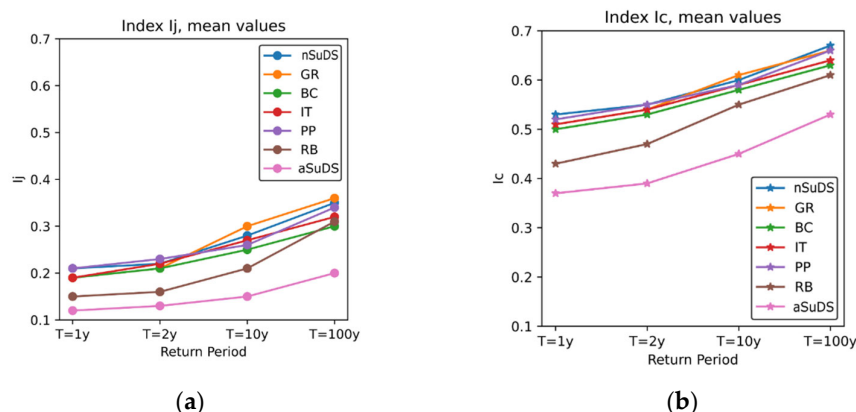 Index Ij, mean values
0.7
0.6
0.5
0.4
0.3
0.2
0.1
Ij
nSuDS
GR
BC
IT
PP
RB
aSuDS
T=1y T=2y T=10y T=100y
Return Period
(a)
Index Ic, mean values
0.7
0.6
0.5
0.4
0.3
0.2
0.1
Ic
nSuDS
GR
BC
IT
PP
RB
aSuDS
T=1y T=2y T=10y T=100y
Return Period
(b)